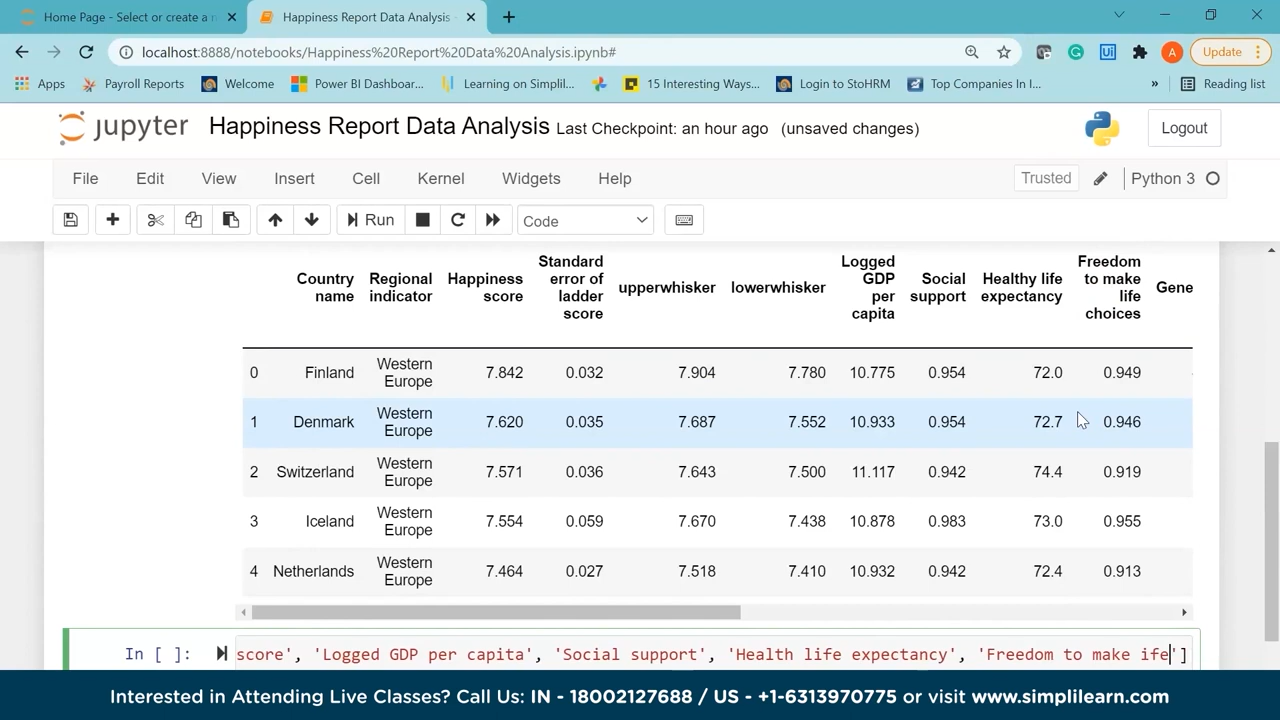 Home Page - Select or create a n
Happiness Report Data Analysis -
localhost:8888/notebooks/Happiness%20Report%20Data%20Analysis.ipynb#
A
Update
Apps
Payroll Reports
Welcome
Power BI Dashboar...
Learning on Simplil...
15 Interesting Ways...
Login to StoHRM
Top Companies In I...
»
Reading list
jupyter
Happiness Report Data Analysis
Last Checkpoint: an hour ago (unsaved changes)
Logout
File Edit View Insert Cell Kernel Widgets Help
Trusted
Python 3
Run
Code
Country name
Regional indicator
Happiness score
Standard error of ladder score
upperwhisker
lowerwhisker
Logged GDP per capita
Social support
Healthy life expectancy
Freedom to make life choices
Gene
0 Finland Western Europe 7.842 0.032 7.904 7.780 10.775 0.954 72.0 0.949
1 Denmark Western Europe 7.620 0.035 7.687 7.552 10.933 0.954 72.7 0.946
2 Switzerland Western Europe 7.571 0.036 7.643 7.500 11.117 0.942 74.4 0.919
3 Iceland Western Europe 7.554 0.059 7.670 7.438 10.878 0.983 73.0 0.955
4 Netherlands Western Europe 7.464 0.027 7.518 7.410 10.932 0.942 72.4 0.913
In [ ]: score', 'Logged GDP per capita', 'Social support', 'Health life expectancy', 'Freedom to make ife']
Interested in Attending Live Classes? Call Us: IN - 18002127688 / US - +1-6313970775 or visit www.simplilearn.com